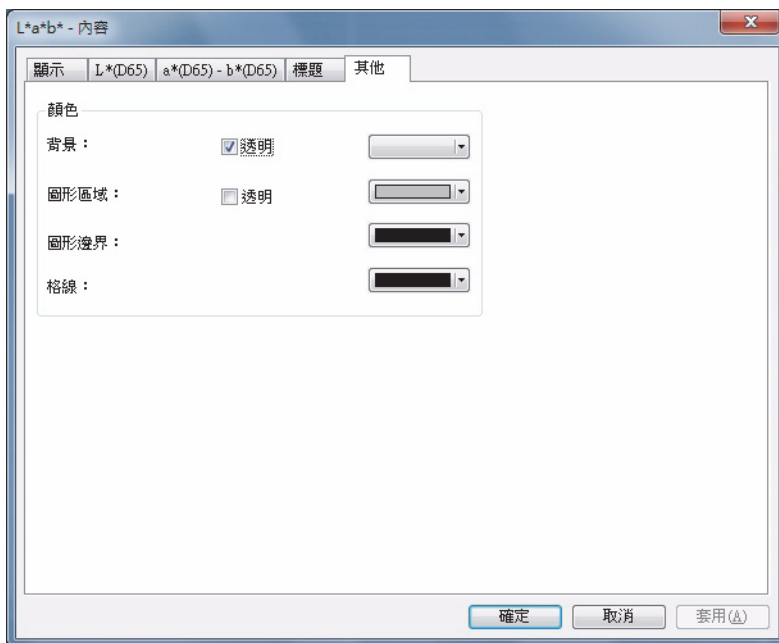 L*a*b* - 內容
顯示 L*(D65) a*(D65) - b*(D65) 標題 其他
顏色
背景： 透明
圖形區域： 透明
圖形邊界：
格線：
確定 取消 套用(A)